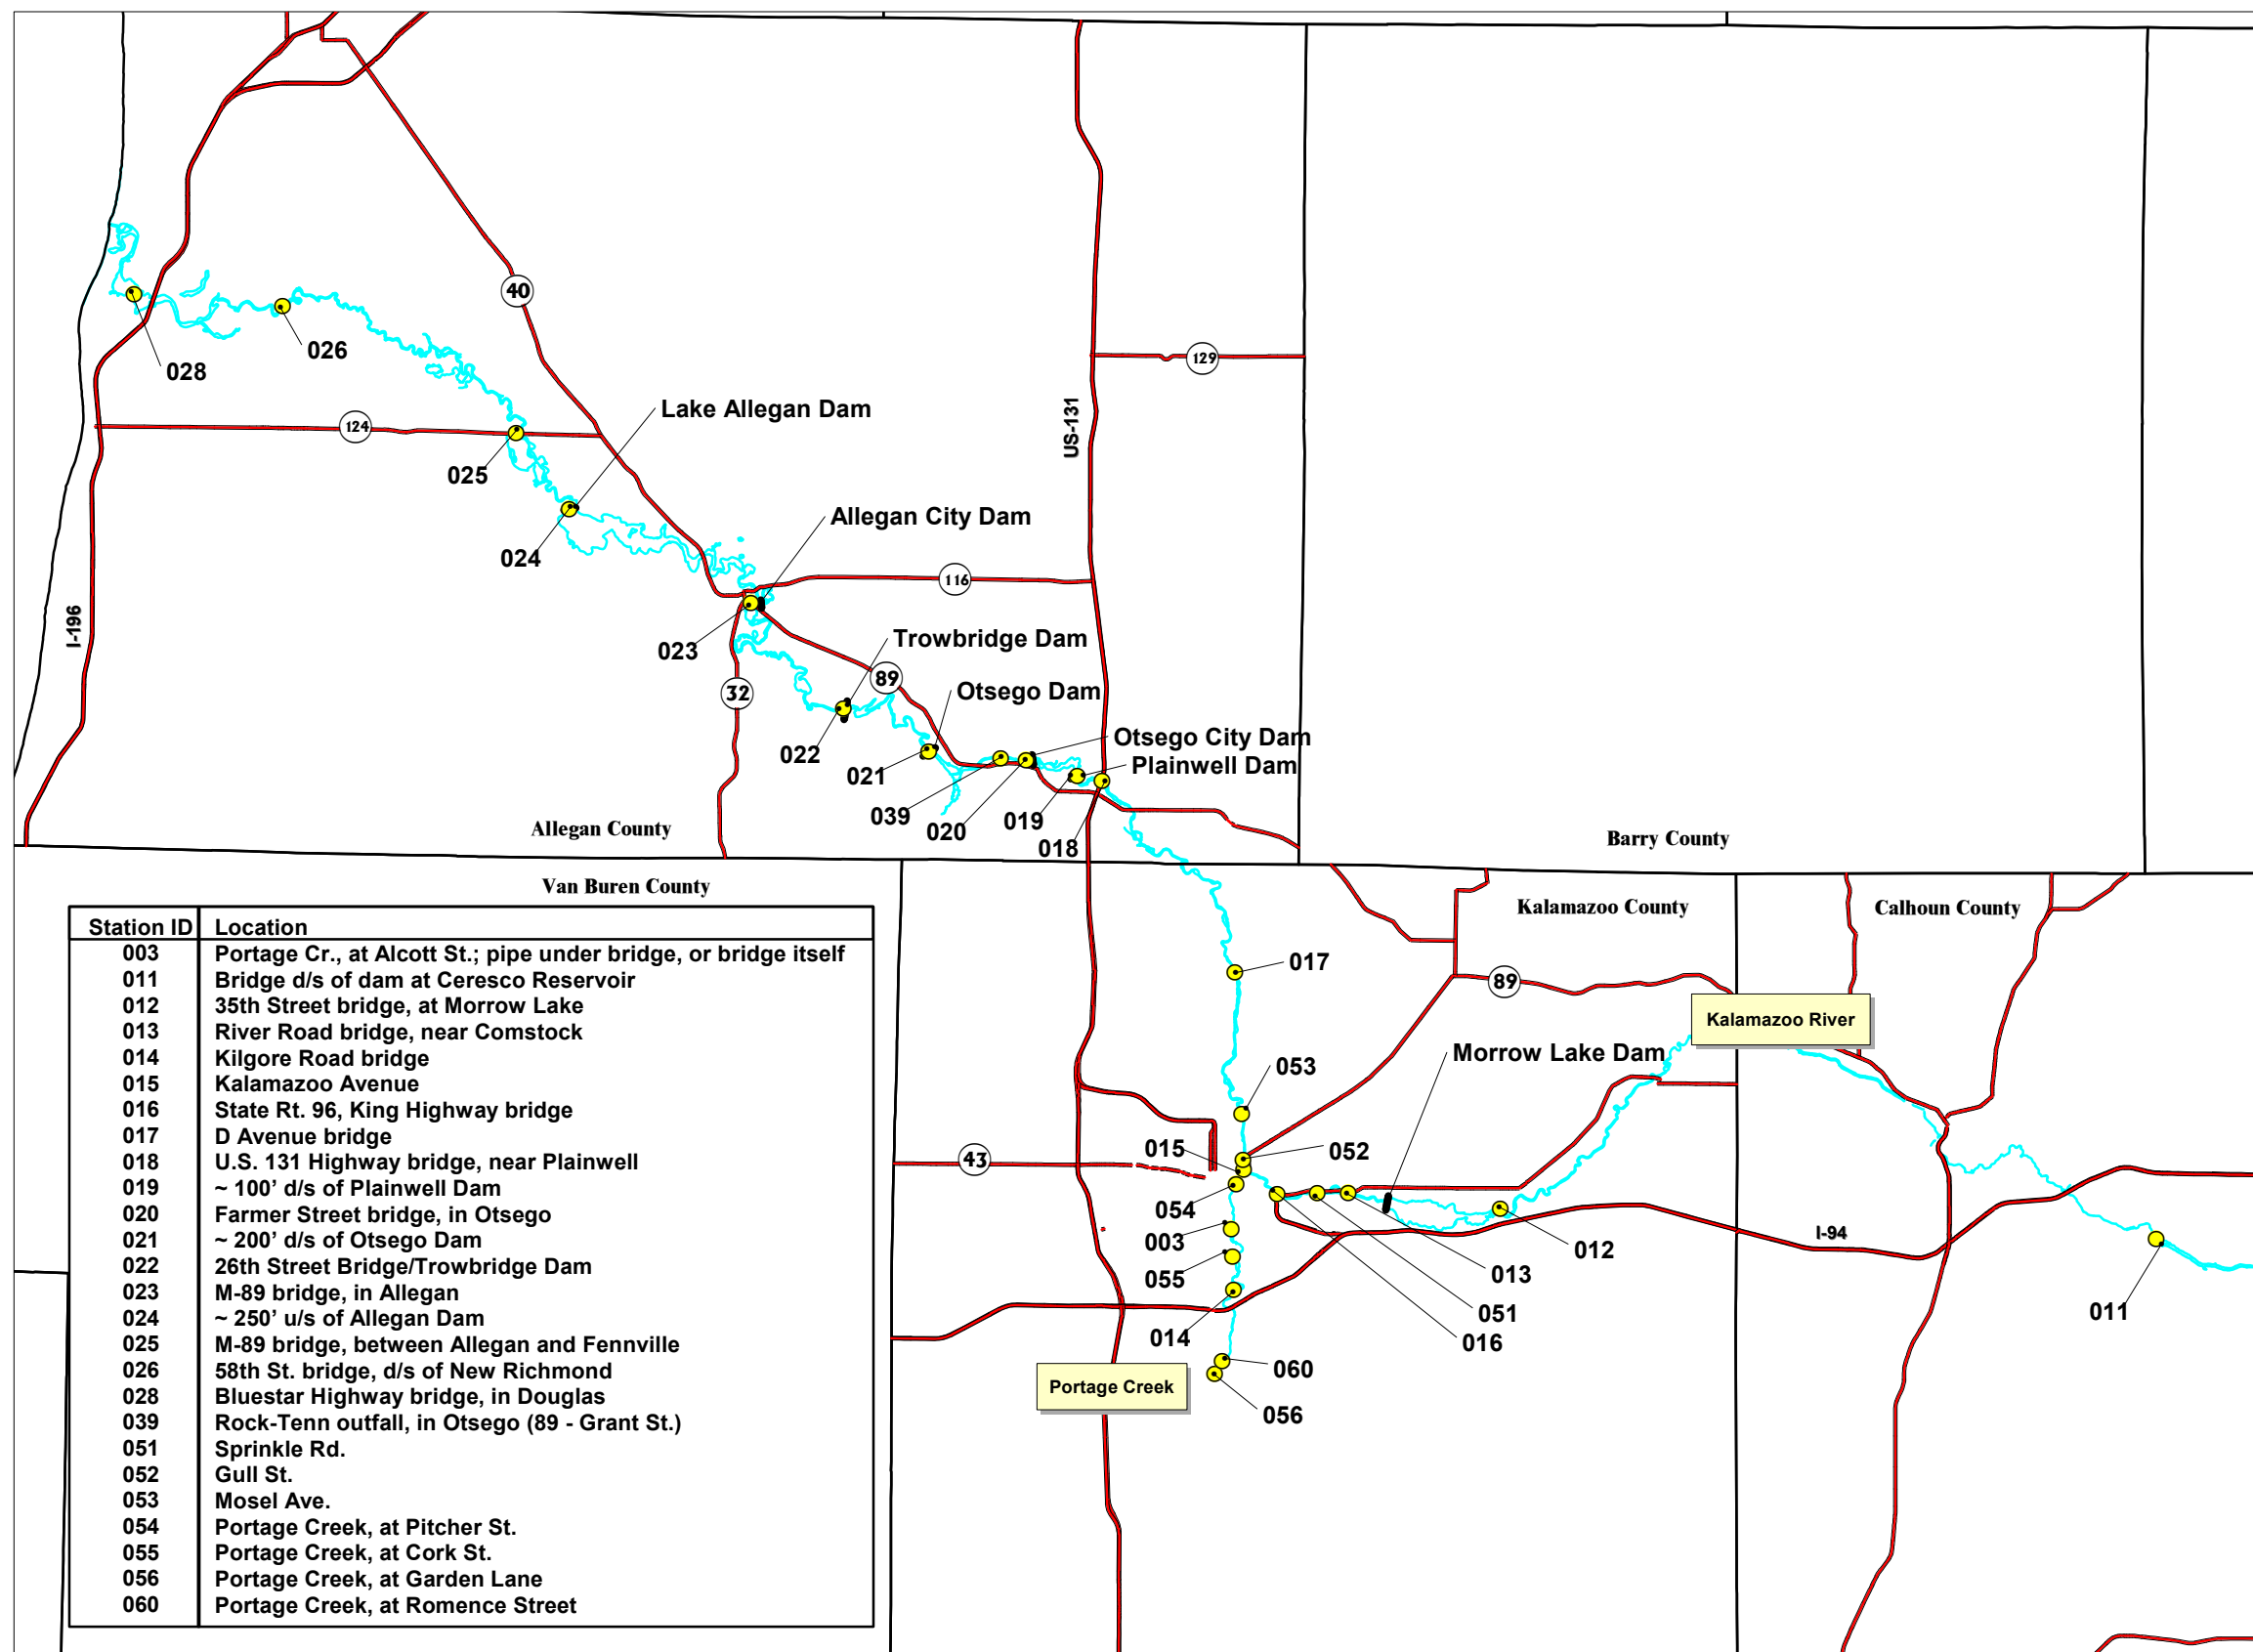 40
129
026
028
US-131
Lake Allegan Dam
124
025
Allegan City Dam
024
116
I-196
023
Trowbridge Dam
89
32
Otsego Dam
022
Otsego City Dam
021
Plainwell Dam
039
020
019
018
Allegan County
Barry County
Van Buren County
Kalamazoo County
Calhoun County
017
89
Kalamazoo River
Morrow Lake Dam
053
015
052
43
054
003
012
I-94
055
013
051
011
014
016
060
Portage Creek
056
Station ID Location
003 Portage Cr., at Alcott St.; pipe under bridge, or bridge itself
011 Bridge d/s of dam at Ceresco Reservoir
012 35th Street bridge, at Morrow Lake
013 River Road bridge, near Comstock
014 Kilgore Road bridge
015 Kalamazoo Avenue
016 State Rt. 96, King Highway bridge
017 D Avenue bridge
018 U.S. 131 Highway bridge, near Plainwell
019 ~ 100’ d/s of Plainwell Dam
020 Farmer Street bridge, in Otsego
021 ~ 200’ d/s of Otsego Dam
022 26th Street Bridge/Trowbridge Dam
023 M-89 bridge, in Allegan
024 ~ 250’ u/s of Allegan Dam
025 M-89 bridge, between Allegan and Fennville
026 58th St. bridge, d/s of New Richmond
028 Bluestar Highway bridge, in Douglas
039 Rock-Tenn outfall, in Otsego (89 - Grant St.)
051 Sprinkle Rd.
052 Gull St.
053 Mosel Ave.
054 Portage Creek, at Pitcher St.
055 Portage Creek, at Cork St.
056 Portage Creek, at Garden Lane
060 Portage Creek, at Romence Street